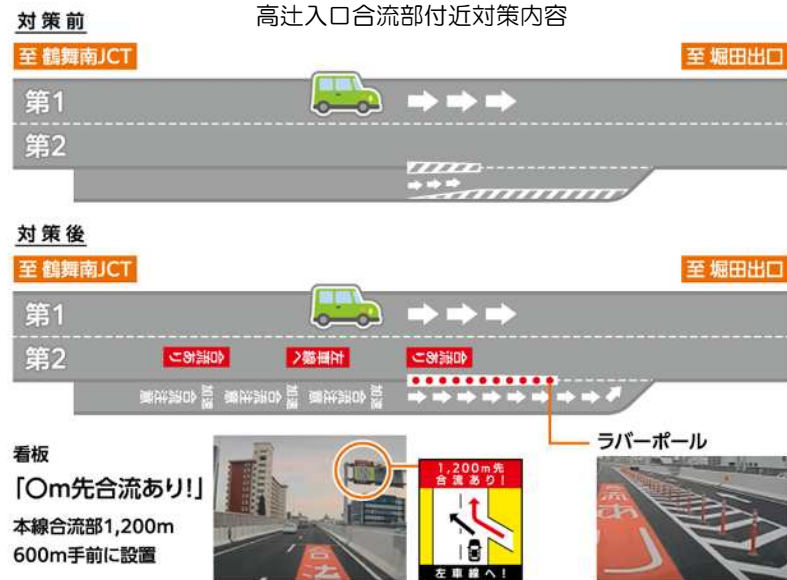 高辻入口合流部付近対策内容
対策前
至 鶴舞南JCT
至 堀田出口
第1
第2
対策後
至 鶴舞南JCT
至 堀田出口
第1
第2
合流あり
左車線へ
合流あり
合流注意
加速
合流注意
加速
合流注意
加速
看板
「〇m先合流あり!」
本線合流部1,200m
600m手前に設置
1,200m先
合流あり!
左車線へ!
ラバーポール